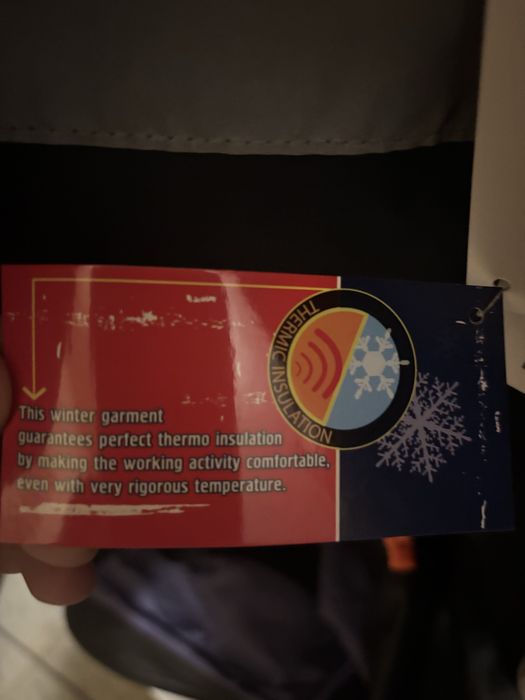 THERMIC INSULATION
This winter garment
guarantees perfect thermo insulation
by making the working activity comfortable,
even with very rigorous temperature.